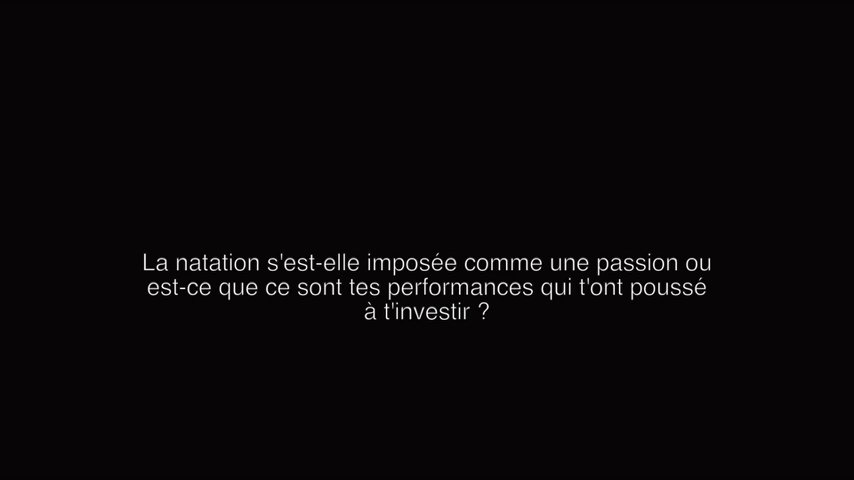 La natation s'est-elle imposée comme une passion ou
est-ce que ce sont tes performances qui t'ont poussé
à t'investir ?